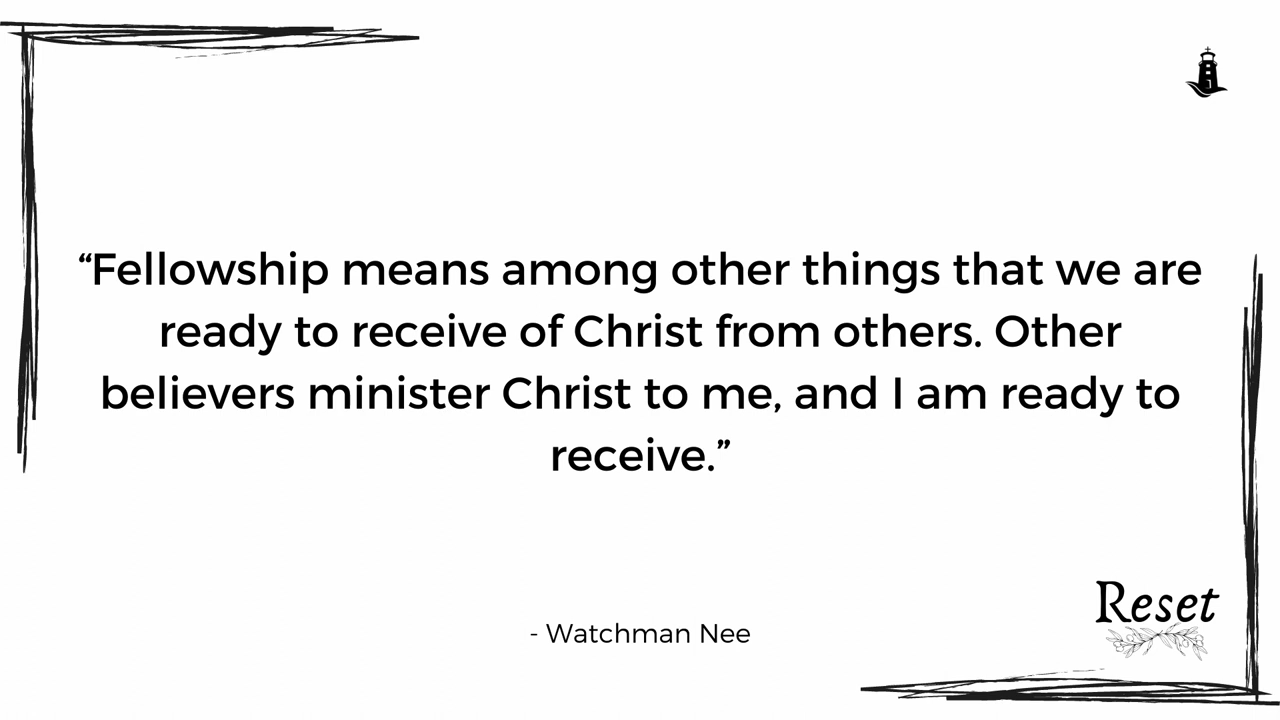 “Fellowship means among other things that we are
ready to receive of Christ from others. Other
believers minister Christ to me, and I am ready to
receive.”
- Watchman Nee
Reset